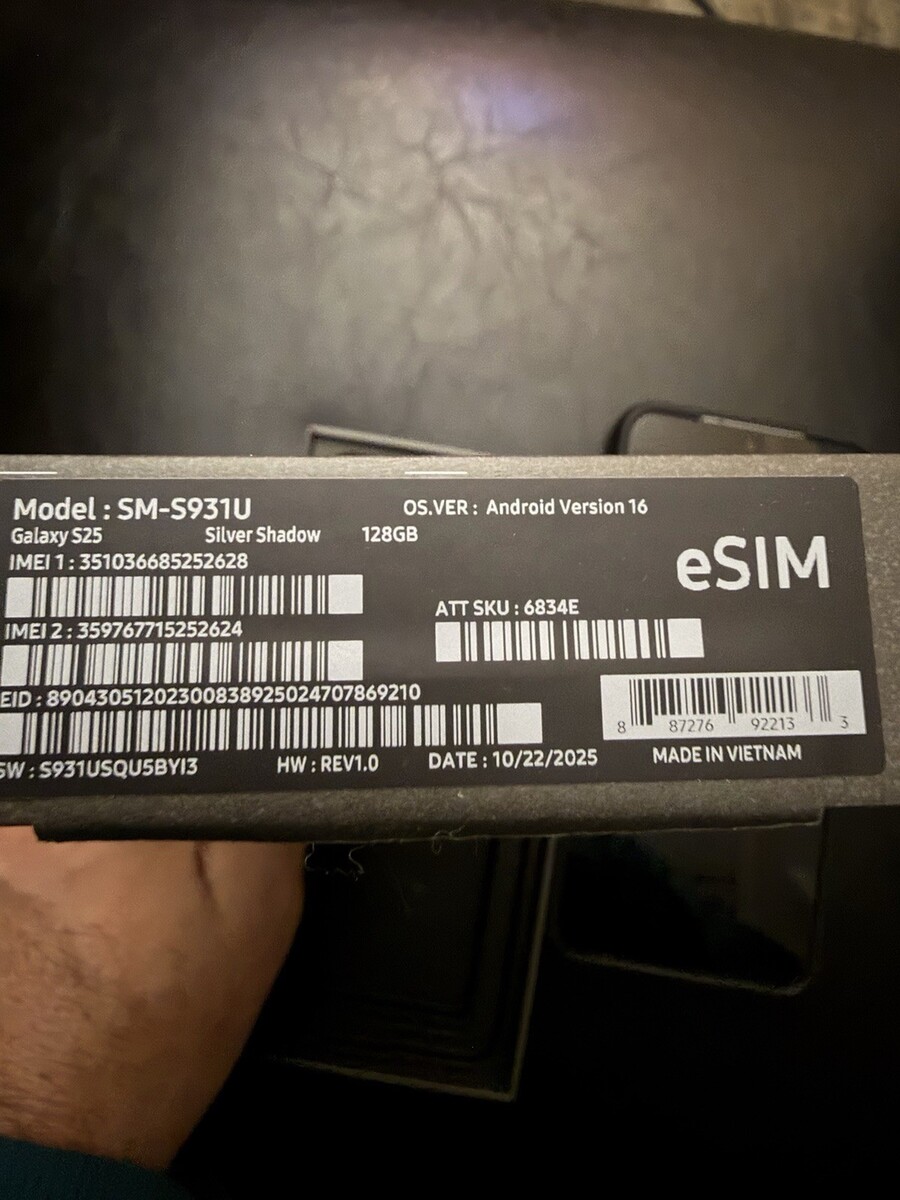 Model : SM-S931U
OS.VER : Android Version 16
Galaxy S25 Silver Shadow 128GB
IMEI 1 : 351036685252628
eSIM
ATT SKU : 6834E
IMEI 2 : 359767715252624
EID : 89043051202300838925024707869210
8 87276 92213 3
SW : S931USQU5BYI3 HW : REV1.0 DATE : 10/22/2025 MADE IN VIETNAM